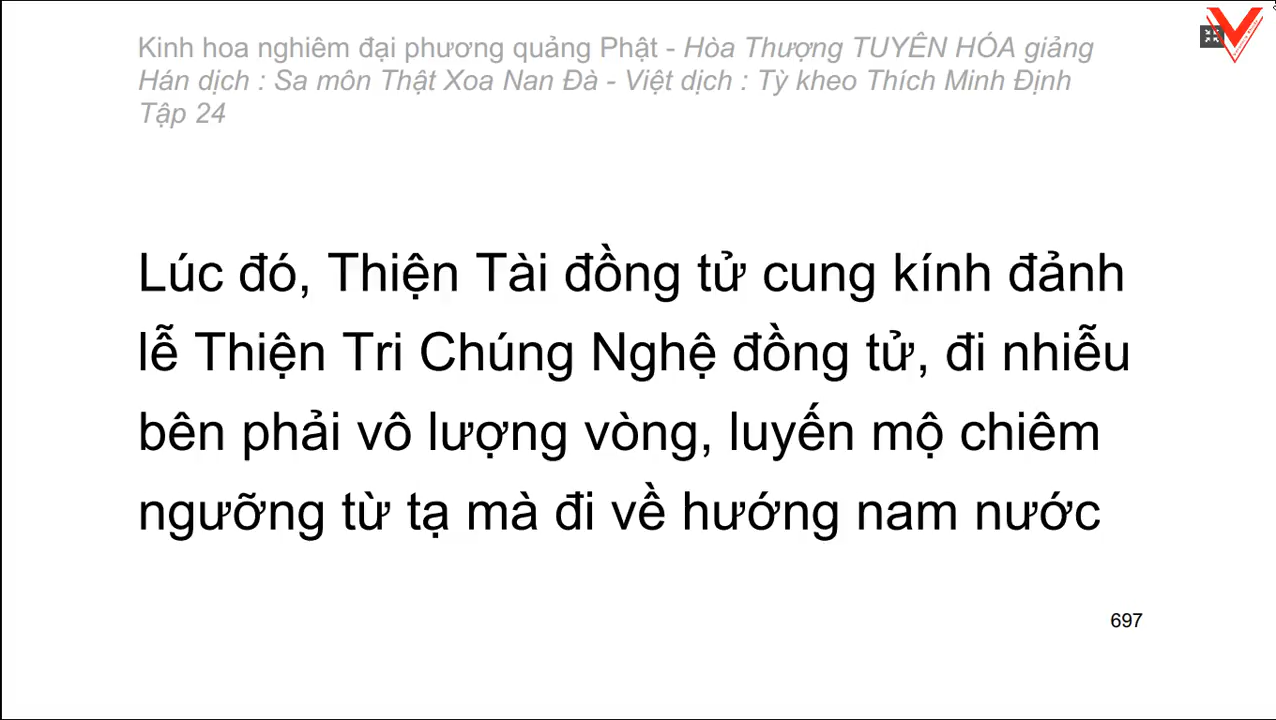 Kinh hoa nghiêm đại phương quảng Phật - Hòa Thượng TUYÊN HÓA giảng
Hán dịch : Sa môn Thật Xoa Nan Đà - Việt dịch : Tỳ kheo Thích Minh Định
Tập 24
Lúc đó, Thiện Tài đồng tử cung kính đảnh
lễ Thiện Tri Chúng Nghệ đồng tử, đi nhiễu
bên phải vô lượng vòng, luyến mộ chiêm
ngưỡng từ tạ mà đi về hướng nam nước
697